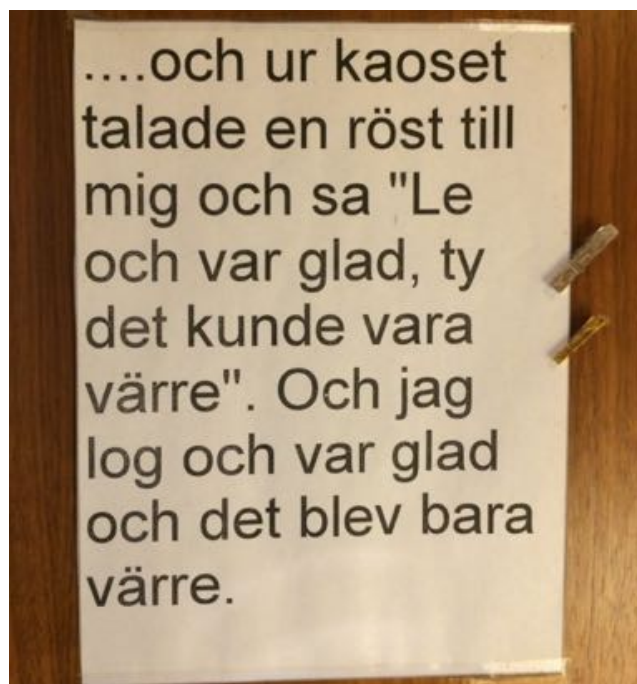 ....och ur kaoset
talade en röst till
mig och sa "Le
och var glad, ty
det kunde vara
värre". Och jag
log och var glad
och det blev bara
värre.